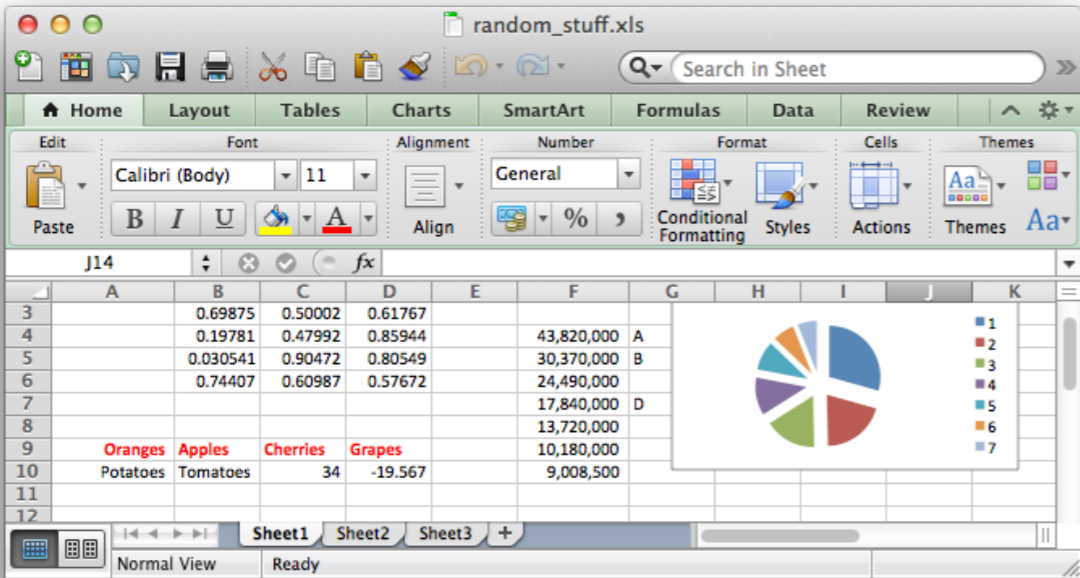 random_stuff.xls
Search in Sheet
Home Layout Tables Charts SmartArt Formulas Data Review
Edit Font Alignment Number Format Cells Themes
Calibri (Body) 11 General
Paste B I U A Align % Conditional Formatting Styles Actions Aa Themes Aa
J14 fx
A B C D E F G H I J K
3 0.69875 0.50002 0.61767
4 0.19781 0.47992 0.85944 43,820,000 A
5 0.030541 0.90472 0.80549 30,370,000 B
6 0.74407 0.60987 0.57672 24,490,000
7 17,840,000 D
8 13,720,000
9 Oranges Apples Cherries Grapes 10,180,000
10 Potatoes Tomatoes 34 -19.567 9,008,500
11
12
1
2
3
4
5
6
7
Sheet1 Sheet2 Sheet3 +
Normal View Ready